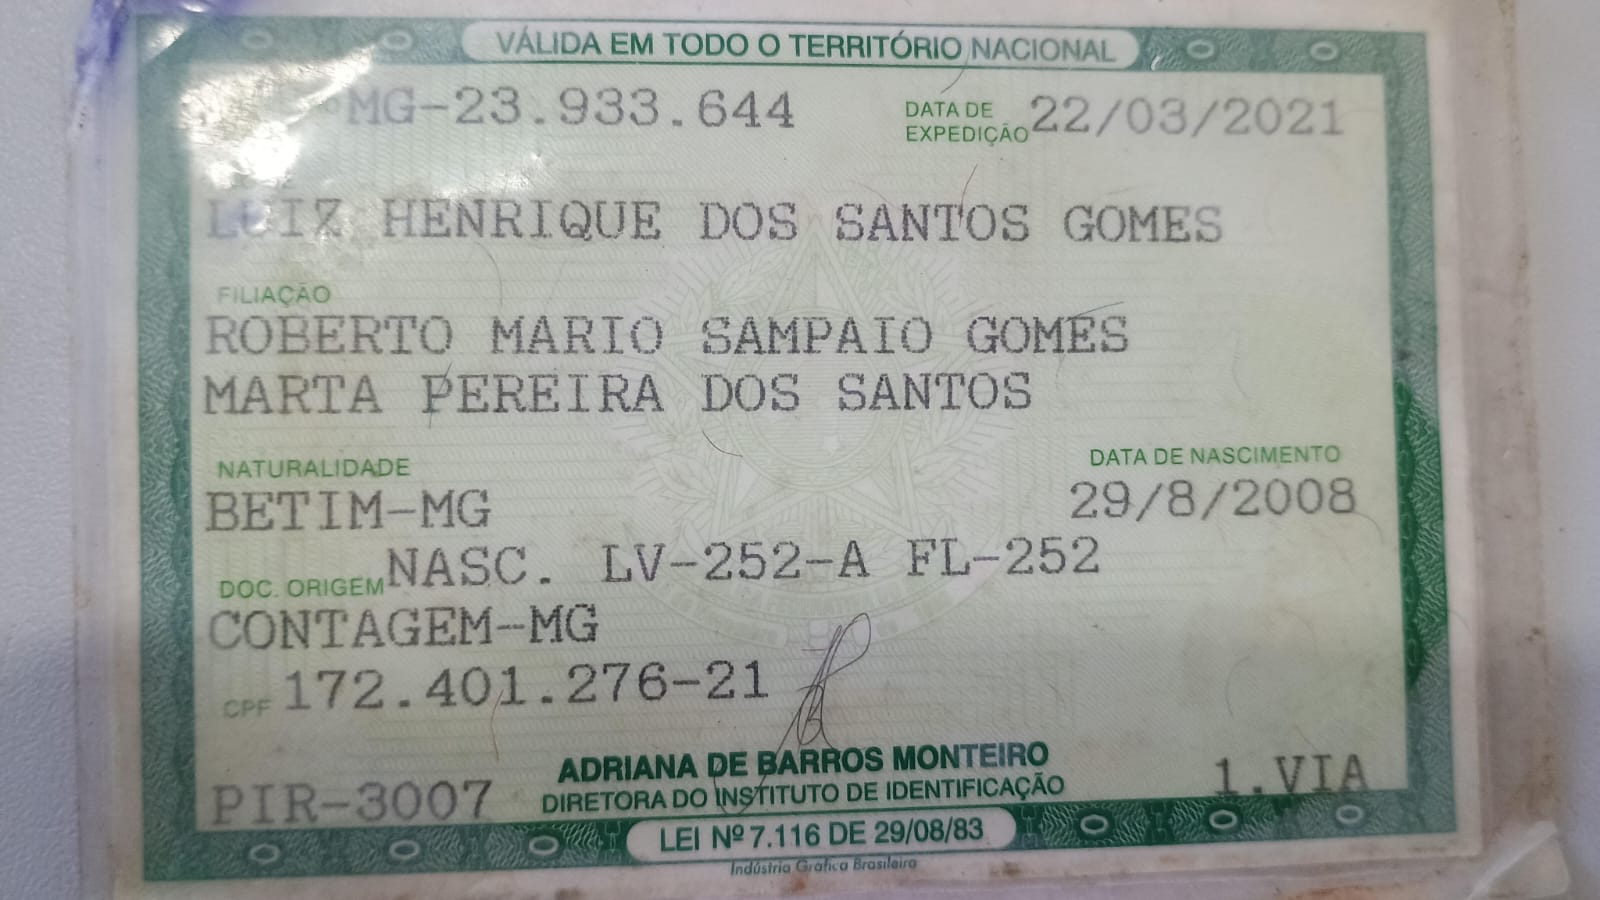 VÁLIDA EM TODO O TERRITÓRIO NACIONAL
MG-23.933.644 DATA DE EXPEDIÇÃO 22/03/2021
LUIZ HENRIQUE DOS SANTOS GOMES
FILIAÇÃO
ROBERTO MARIO SAMPAIO GOMES
MARTA PEREIRA DOS SANTOS
NATURALIDADE DATA DE NASCIMENTO
BETIM-MG 29/8/2008
DOC. ORIGEM NASC. LV-252-A FL-252
CONTAGEM-MG
CPF 172.401.276-21
ADRIANA DE BARROS MONTEIRO
PIR-3007 DIRETORA DO INSTITUTO DE IDENTIFICAÇÃO 1.VIA
LEI Nº 7.116 DE 29/08/83
Indústria Gráfica Brasileira